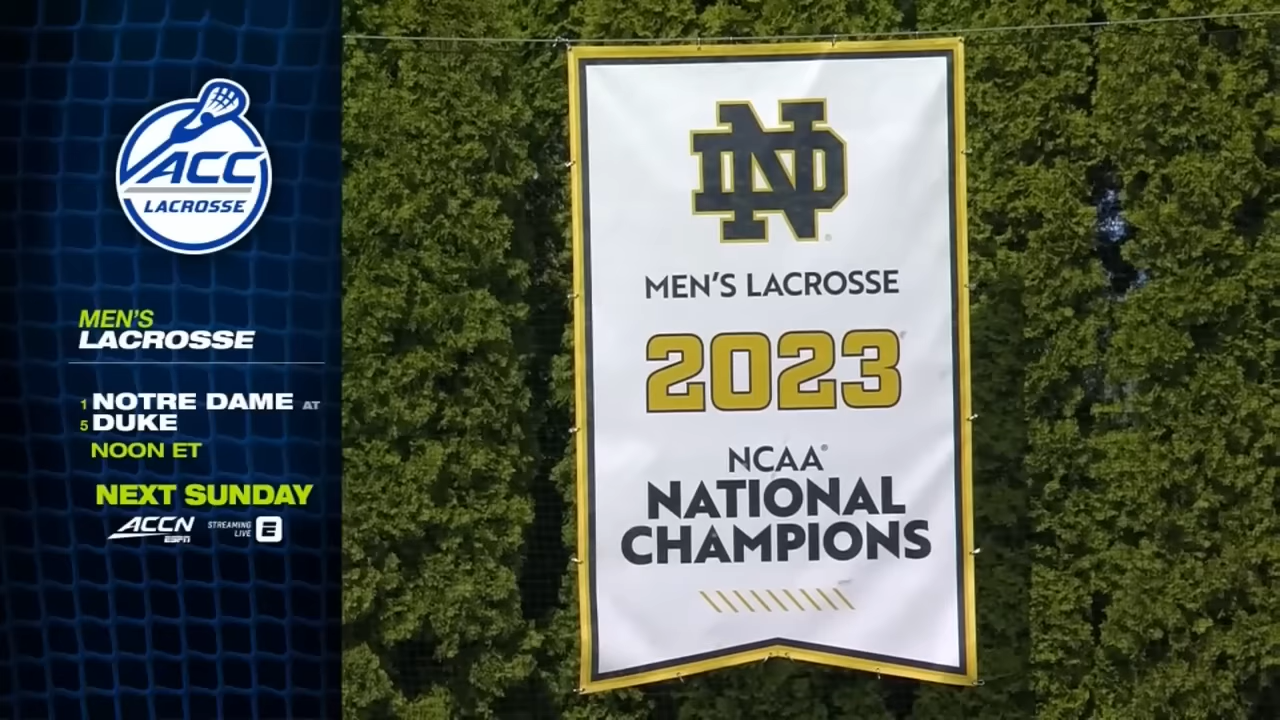 ACC
LACROSSE
MEN'S
LACROSSE
1 NOTRE DAME AT
5 DUKE
NOON ET
NEXT SUNDAY
ACCN
ESPN
STREAMING
LIVE
E
ND
MEN'S LACROSSE
2023
NCAA®
NATIONAL
CHAMPIONS